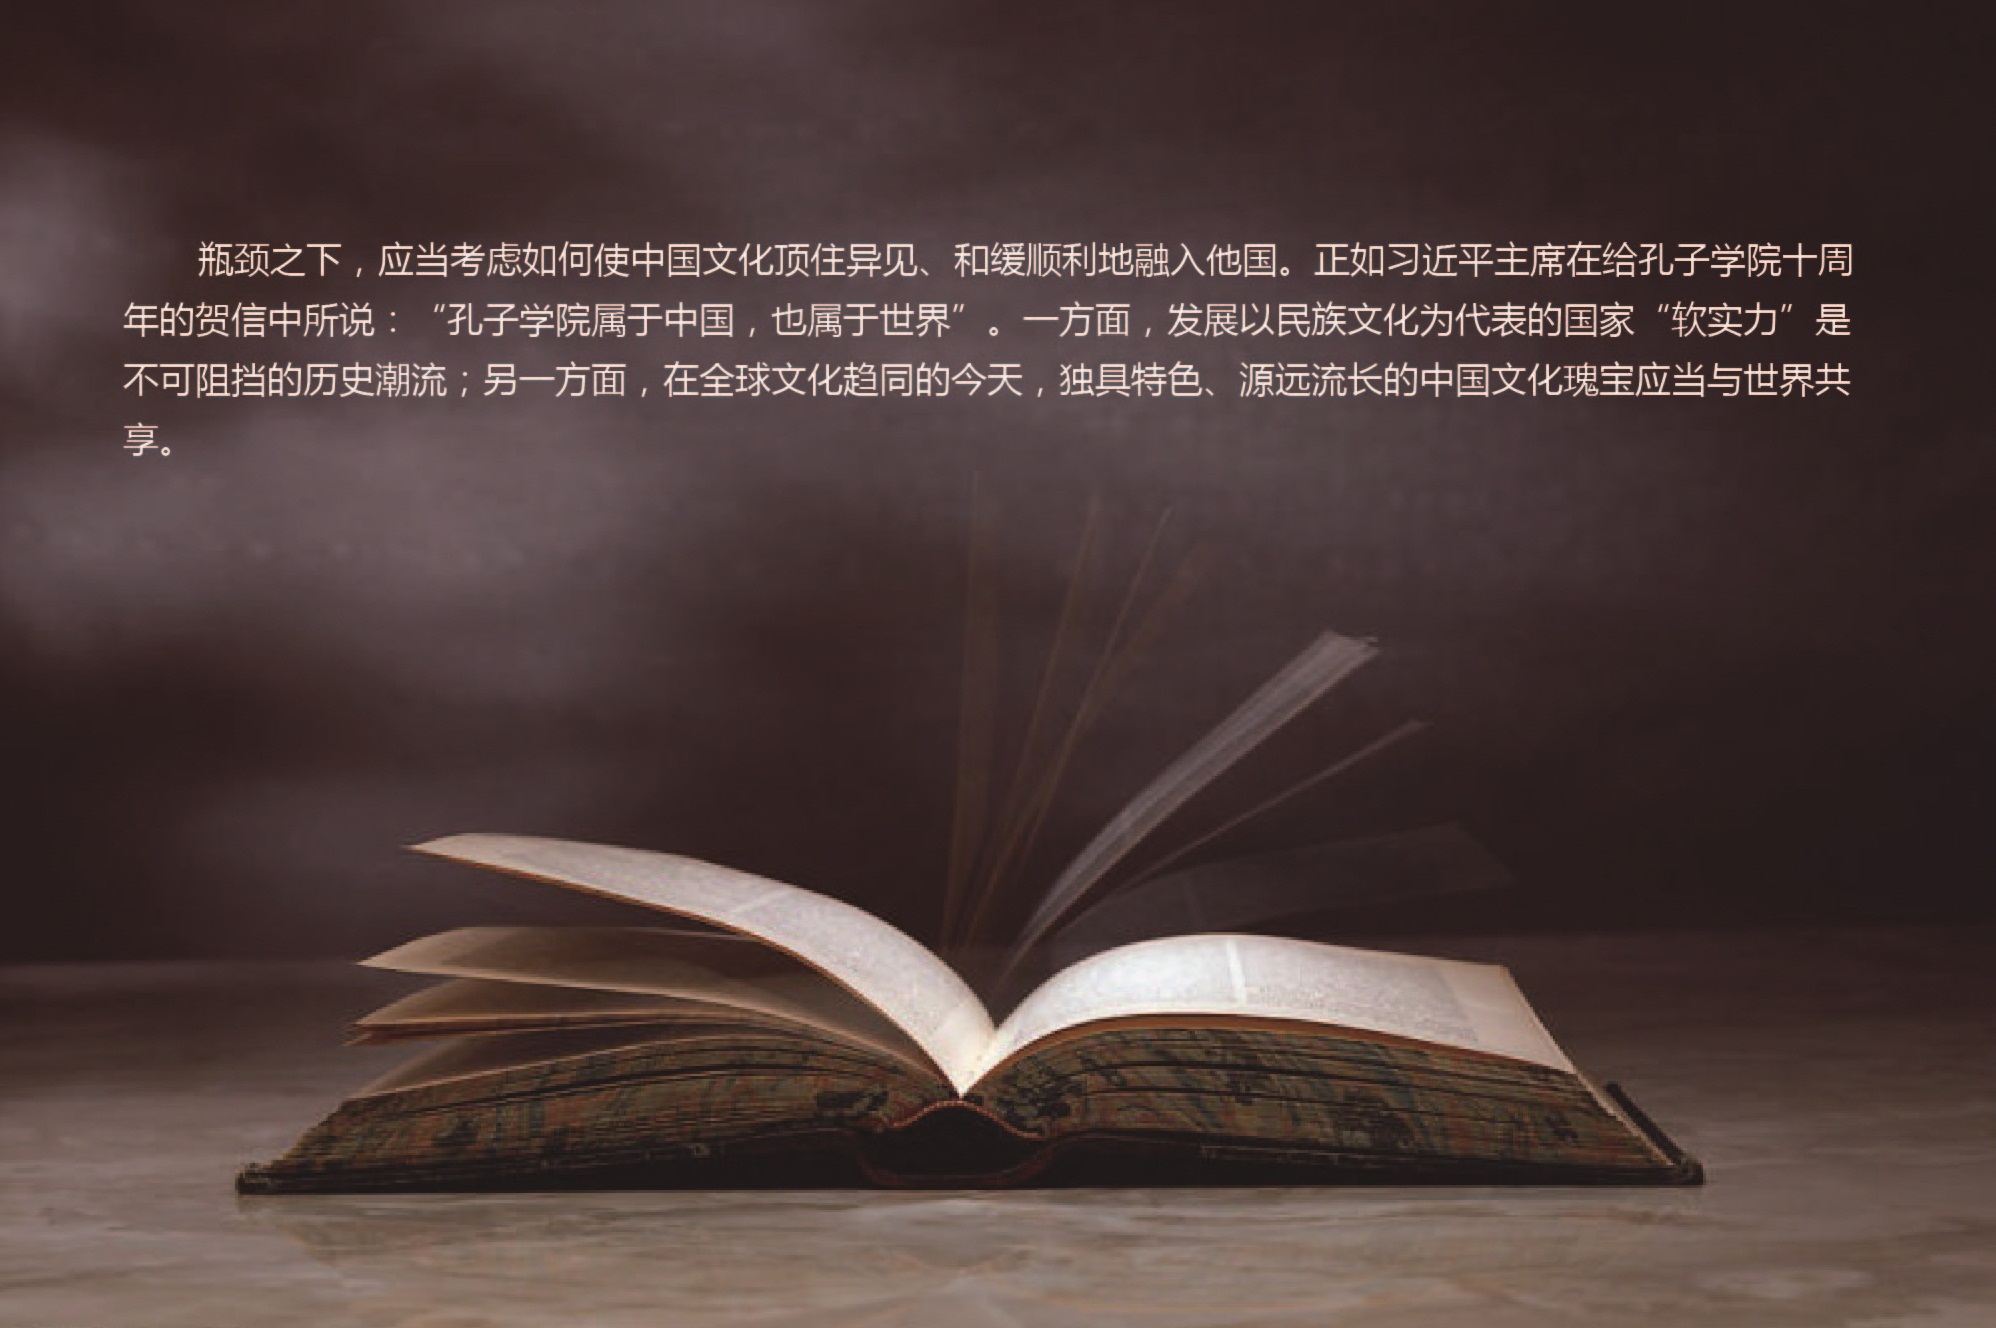 瓶颈之下，应当考虑如何使中国文化顶住异见、和缓顺利地融入他国。正如习近平主席在给孔子学院十周
年的贺信中所说：“孔子学院属于中国，也属于世界”。一方面，发展以民族文化为代表的国家“软实力”是
不可阻挡的历史潮流；另一方面，在全球文化趋同的今天，独具特色、源远流长的中国文化瑰宝应当与世界共
享。